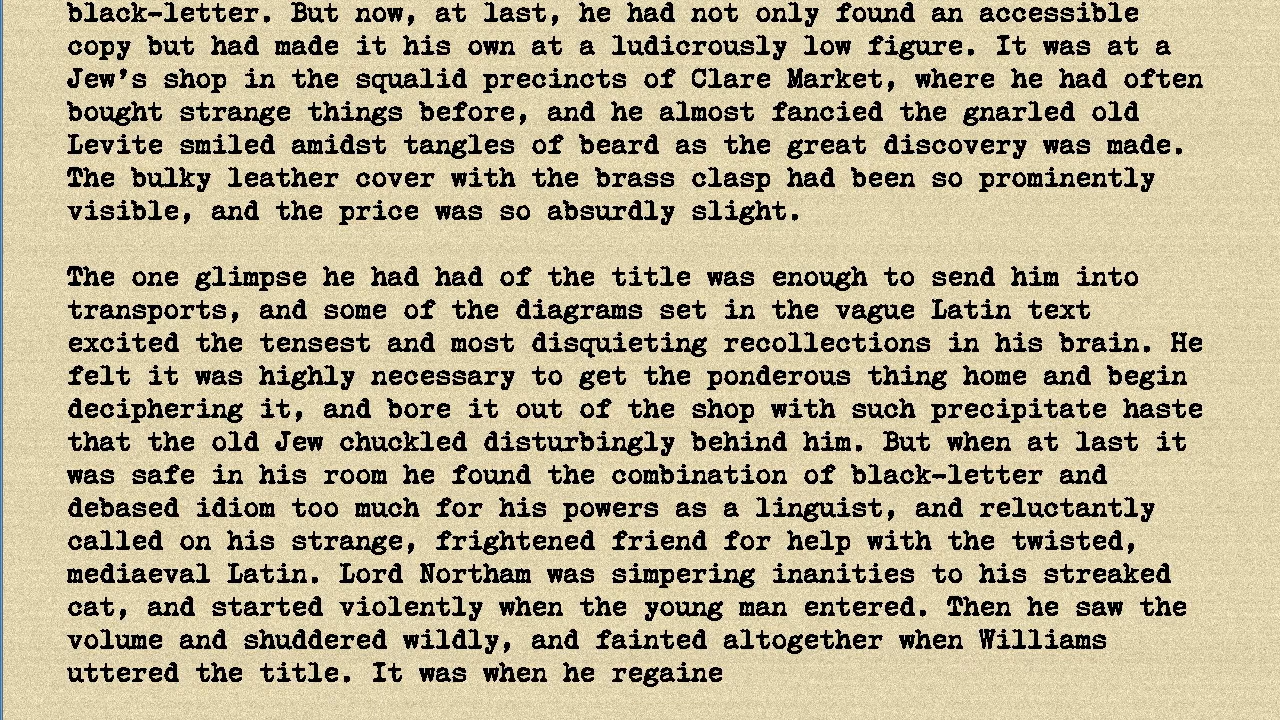 black-letter. But now, at last, he had not only found an accessible
copy but had made it his own at a ludicrously low figure. It was at a
Jew's shop in the squalid precincts of Clare Market, where he had often
bought strange things before, and he almost fancied the gnarled old
Levite smiled amidst tangles of beard as the great discovery was made.
The bulky leather cover with the brass clasp had been so prominently
visible, and the price was so absurdly slight.
The one glimpse he had had of the title was enough to send him into
transports, and some of the diagrams set in the vague Latin text
excited the tensest and most disquieting recollections in his brain. He
felt it was highly necessary to get the ponderous thing home and begin
deciphering it, and bore it out of the shop with such precipitate haste
that the old Jew chuckled disturbingly behind him. But when at last it
was safe in his room he found the combination of black-letter and
debased idiom too much for his powers as a linguist, and reluctantly
called on his strange, frightened friend for help with the twisted,
mediaeval Latin. Lord Northam was simpering inanities to his streaked
cat, and started violently when the young man entered. Then he saw the
volume and shuddered wildly, and fainted altogether when Williams
uttered the title. It was when he regaine